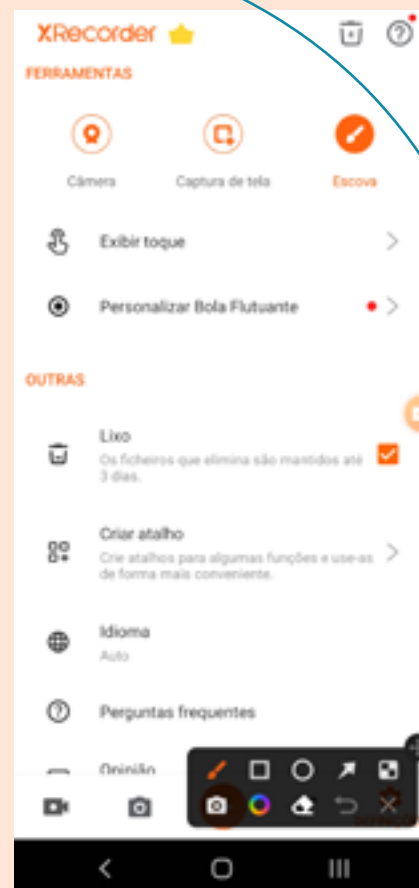 XRecorder
FERRAMENTAS
Câmera
Captura de tela
Escova
Exibir toque
Personalizar Bola Flutuante
OUTRAS
Lixo
Os ficheiros que elimina são mantidos até
3 dias.
Criar atalho
Crie atalhos para algumas funções e use-as
de forma mais conveniente.
Idioma
Auto
Perguntas frequentes
Opinião